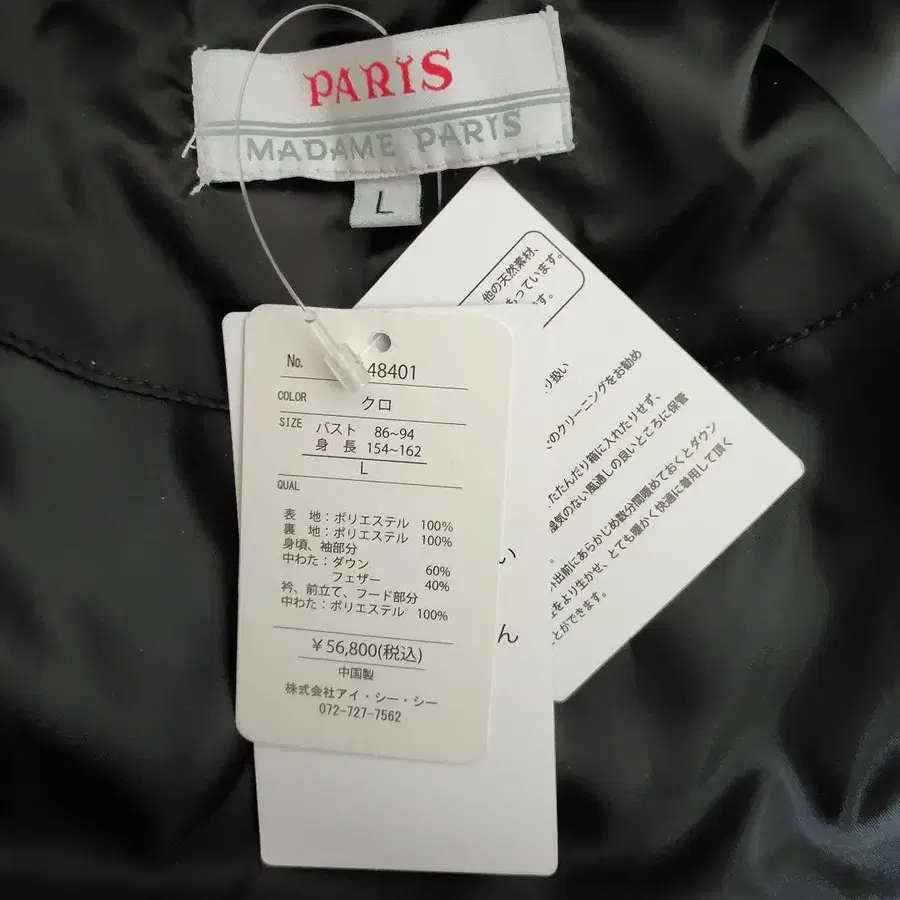 PARIS
MADAME PARIS
L
No. 48401
COLOR クロ
SIZE バスト 86~94
身 長 154~162
L
QUAL
表 地：ポリエステル 100%
裏 地：ポリエステル 100%
身頃、袖部分
中わた：ダウン 60%
フェザー 40%
衿、前立て、フード部分
中わた：ポリエステル 100%
￥56,800(税込)
中国製
株式会社アイ・シー・シー
072-727-7562
他の天然素材、
もっています。
ます。
り扱い
でのクリーニングをお勧め
たたんだり箱に入れたりせず、
湿気のない風通しの良いところに保管
外出前にあらかじめ数分間暖めておくとダウン
をより生かせ、とても暖かく快適に着用して頂く
ことができます。
い
ん